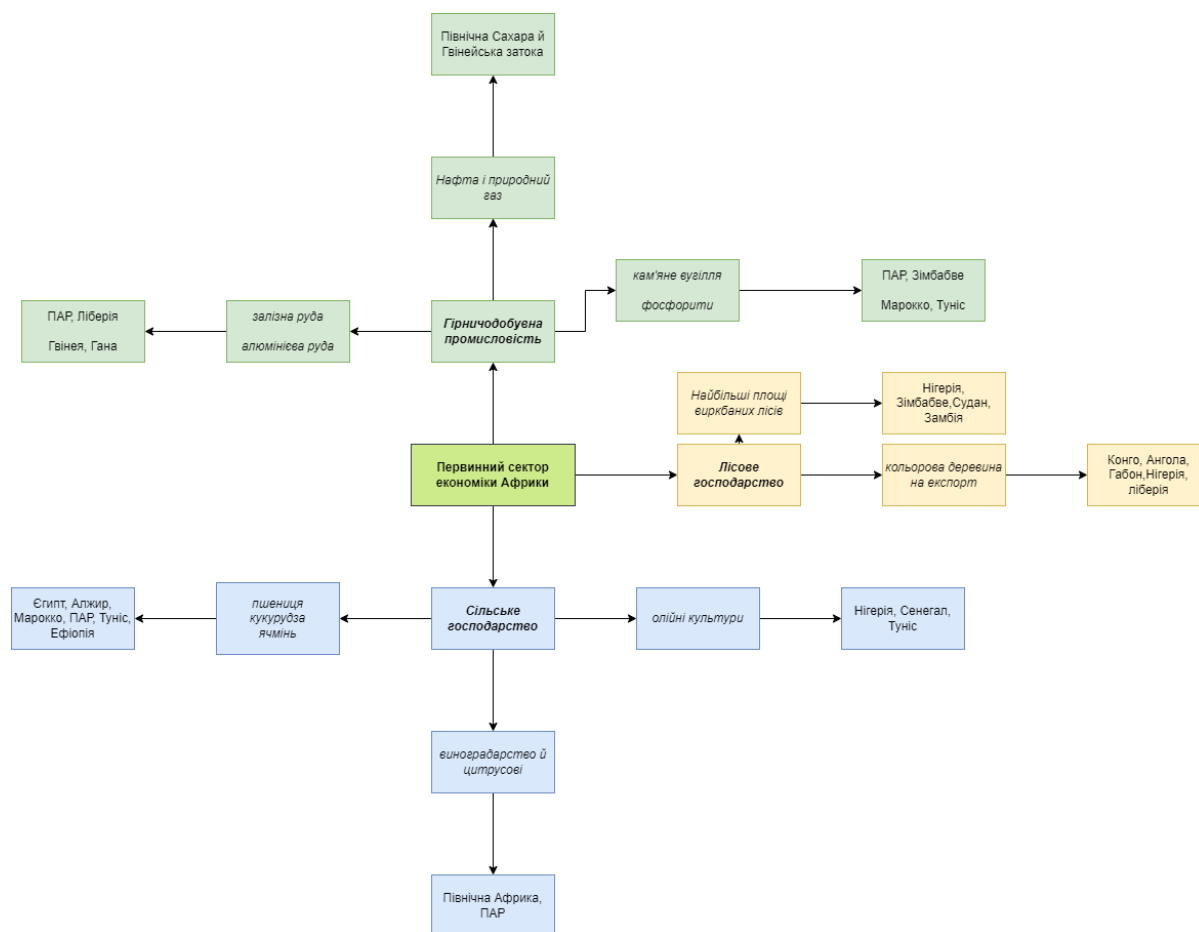 Північна Сахара й
Гвінейська затока
Нафта і природний
газ
кам'яне вугілля
фосфорити
ПАР, Зімбабве
Марокко, Туніс
ПАР, Ліберія
Гвінея, Гана
залізна руда
алюмінієва руда
Гірничодобувна
промисловість
Найбільші площі
виркбаних лісів
Нігерія,
Зімбабве,Судан,
Замбія
Первинний сектор
економіки Африки
Лісове
господарство
кольорова деревина
на експорт
Конго, Ангола,
Габон,Нігерія,
ліберія
Єгипт, Алжир,
Марокко, ПАР, Туніс,
Ефіопія
пшениця
кукурудза
ячмінь
Сільське
господарство
олійні культури
Нігерія, Сенегал,
Туніс
виноградарство й
цитрусові
Північна Африка,
ПАР